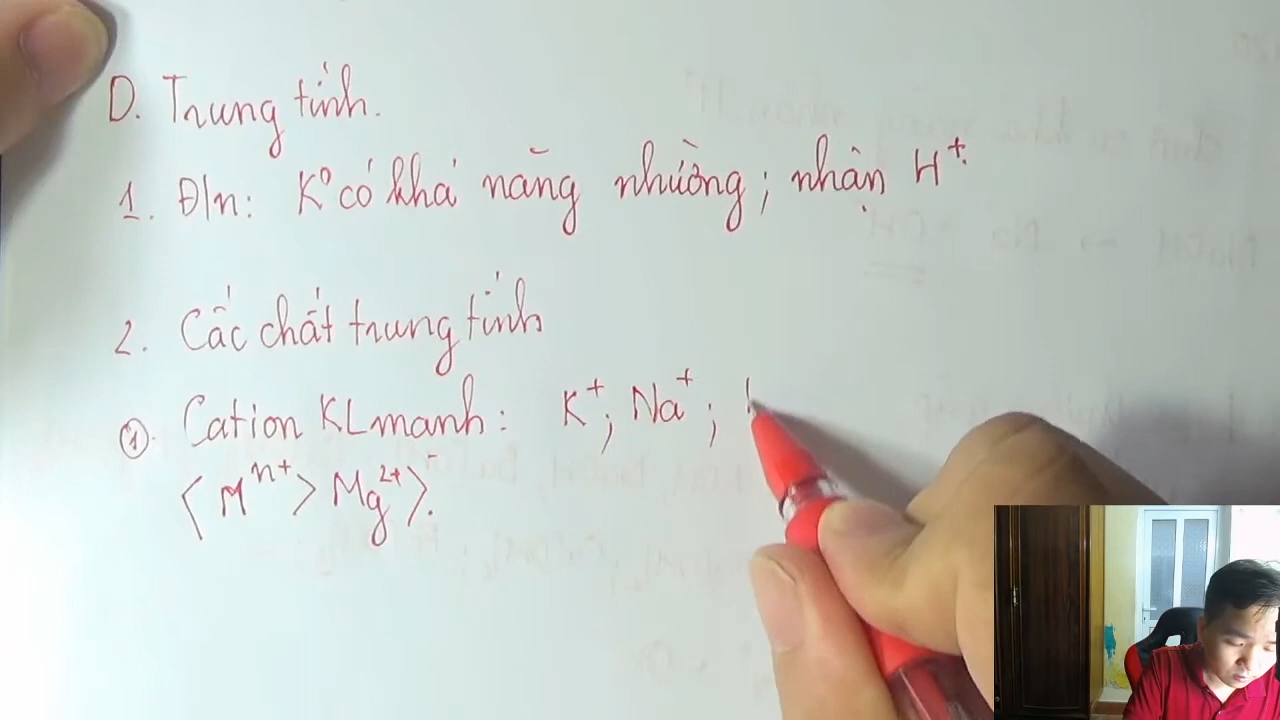 D. Trung tính.
1. Đ/n: K° có khả năng nhường; nhận H⁺.
2. Các chất trung tính
① Cation KL mạnh: K⁺; Na⁺;
⟨Mⁿ⁺ > Mg²⁺⟩.